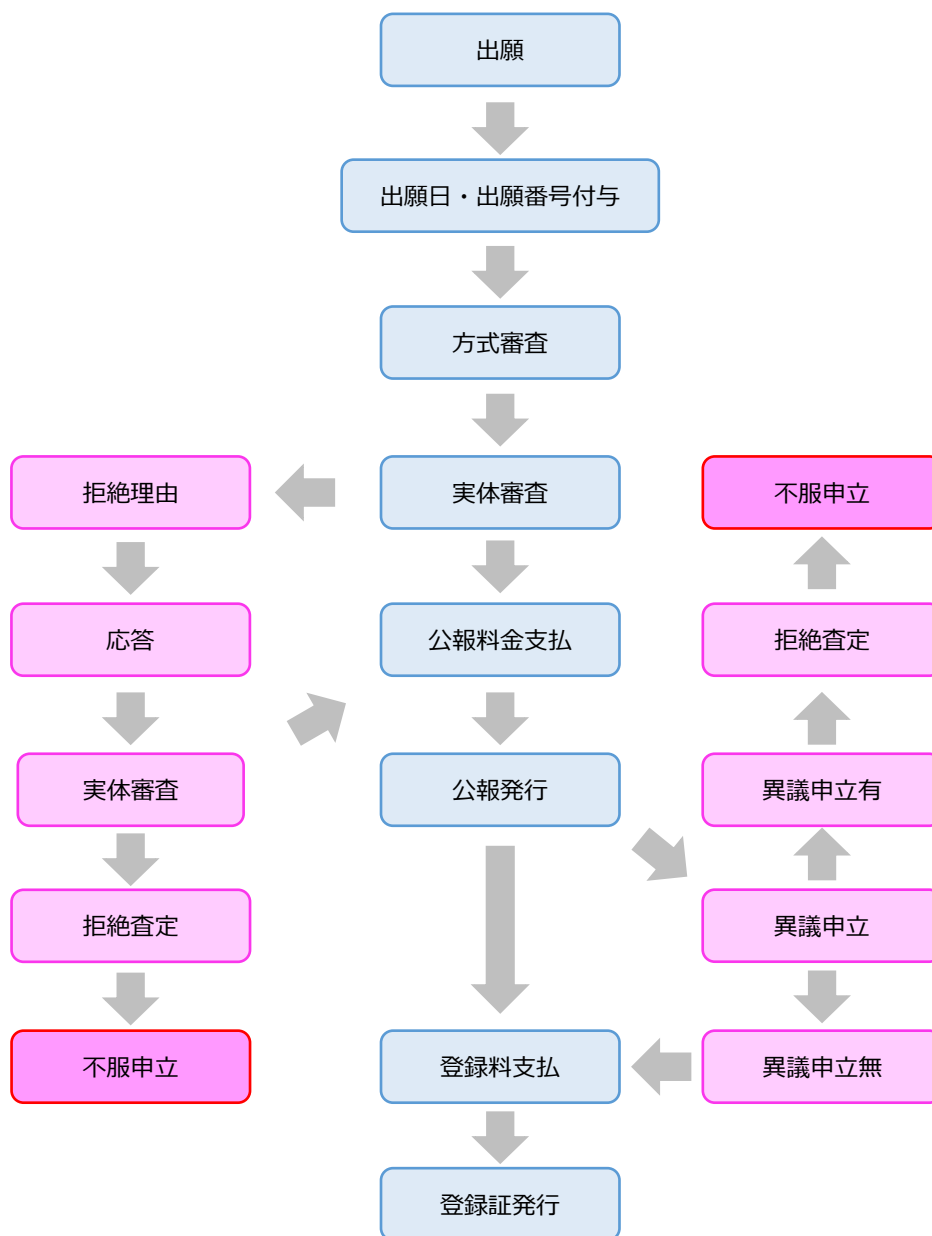 出願
出願日・出願番号付与
方式審査
拒絶理由
実体審査
不服申立
応答
公報料金支払
拒絶査定
実体審査
公報発行
異議申立有
拒絶査定
異議申立
不服申立
登録料支払
異議申立無
登録証発行